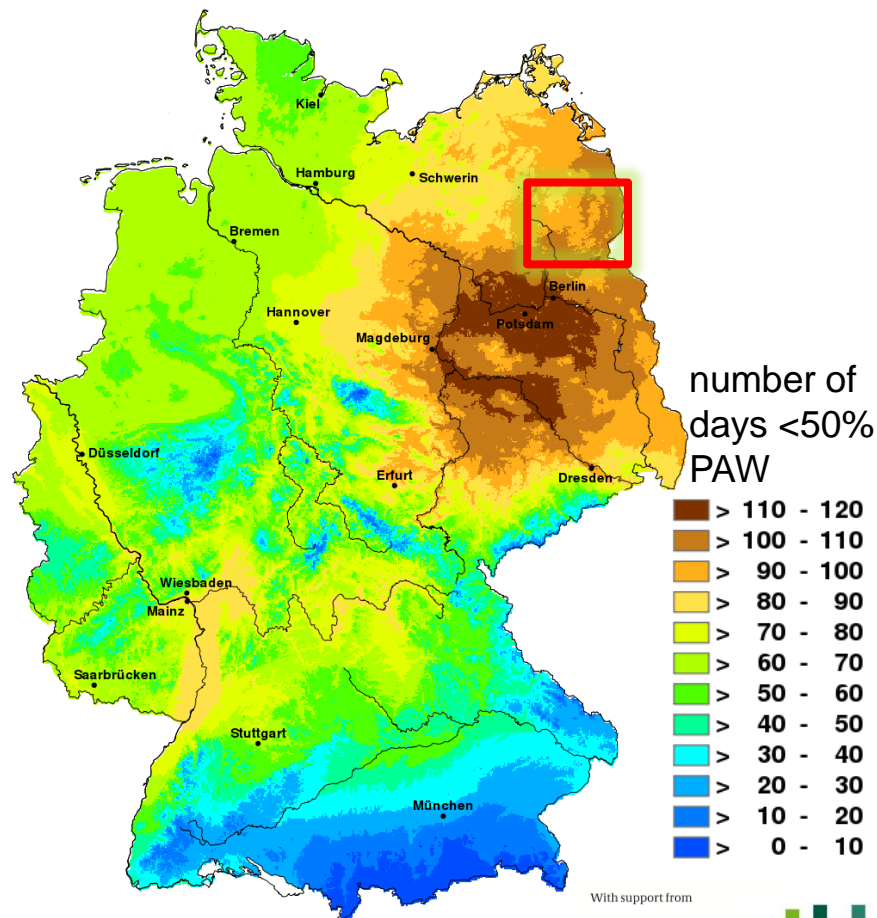 Kiel
Hamburg
Schwerin
Bremen
Berlin
Hannover
Potsdam
Magdeburg
number of
days <50%
PAW
Düsseldorf
Erfurt
Dresden
> 110 - 120
> 100 - 110
> 90 - 100
> 80 - 90
> 70 - 80
> 60 - 70
> 50 - 60
> 40 - 50
> 30 - 40
> 20 - 30
> 10 - 20
> 0 - 10
Wiesbaden
Mainz
Saarbrücken
Stuttgart
München
With support from